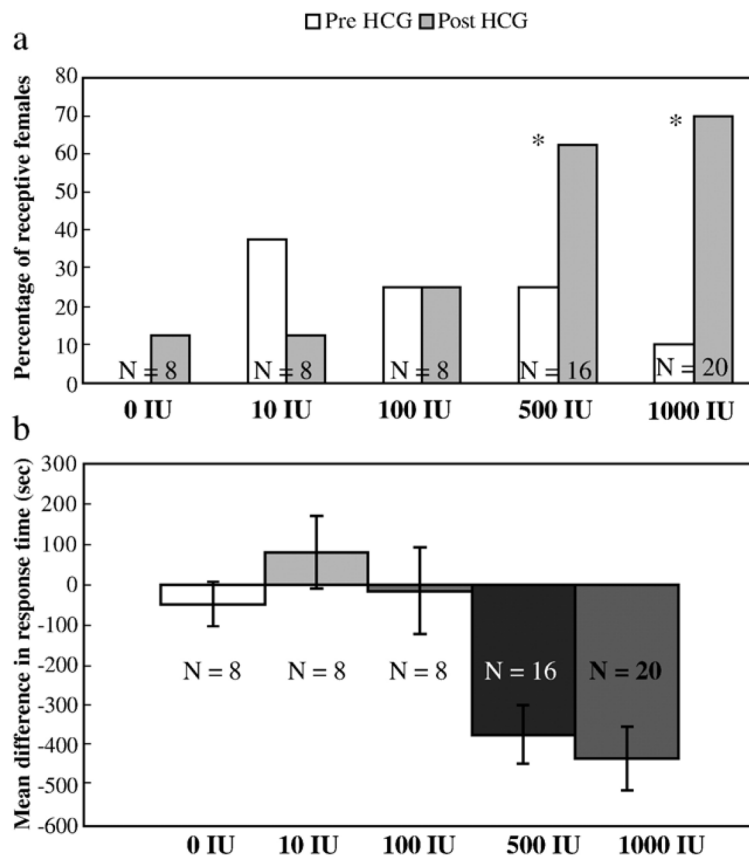 Pre HCG Post HCG
a
Percentage of receptive females
80
70
60
50
40
30
20
10
0
* *
N = 8 N = 8 N = 8 N = 16 N = 20
0 IU 10 IU 100 IU 500 IU 1000 IU
b
Mean difference in response time (sec)
300
200
100
0
-100
-200
-300
-400
-500
-600
N = 8 N = 8 N = 8 N = 16 N = 20
0 IU 10 IU 100 IU 500 IU 1000 IU